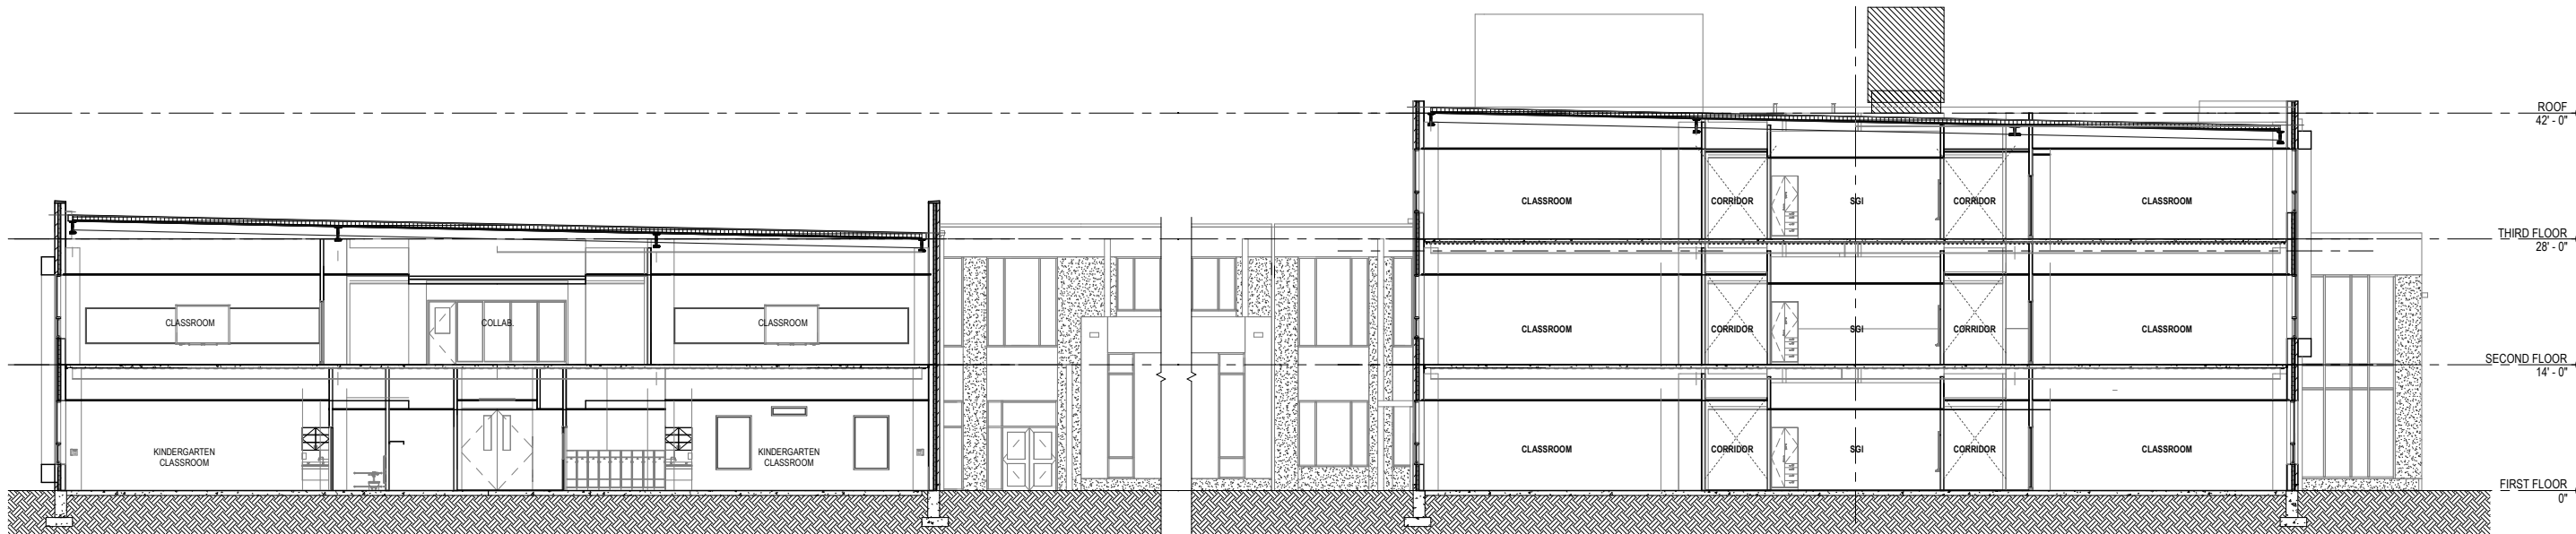 ROOF
42' - 0"
CLASSROOM
CORRIDOR
SGI
CORRIDOR
CLASSROOM
THIRD FLOOR
28' - 0"
CLASSROOM
COLLAB.
CLASSROOM
CLASSROOM
CORRIDOR
SGI
CORRIDOR
CLASSROOM
SECOND FLOOR
14' - 0"
KINDERGARTEN
CLASSROOM
KINDERGARTEN
CLASSROOM
CLASSROOM
CORRIDOR
SGI
CORRIDOR
CLASSROOM
FIRST FLOOR
0"